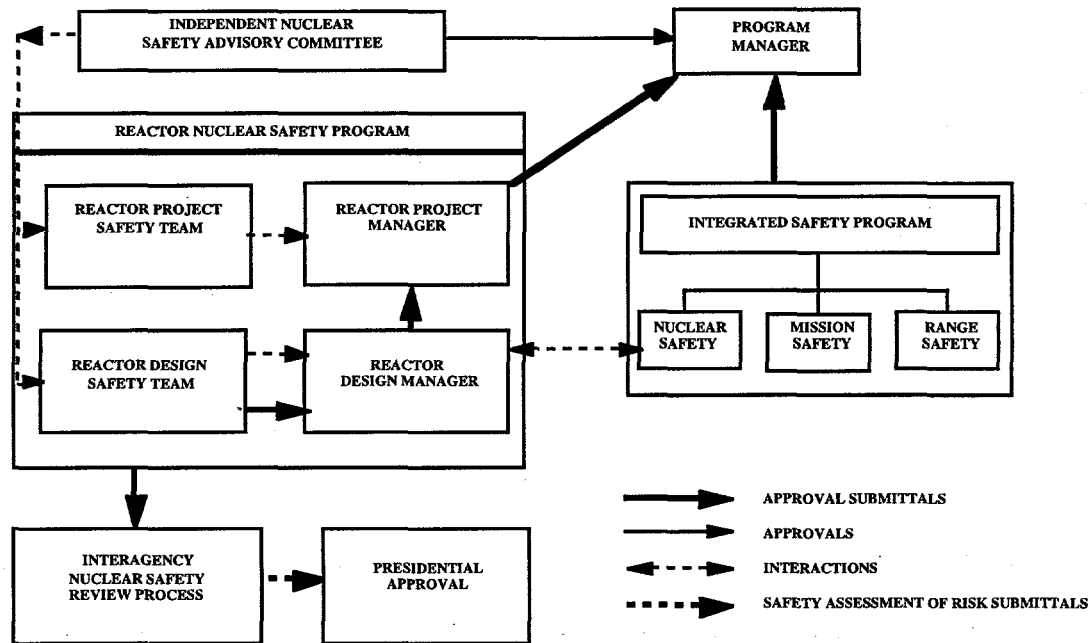 INDEPENDENT NUCLEAR
SAFETY ADVISORY COMMITTEE
PROGRAM
MANAGER
REACTOR NUCLEAR SAFETY PROGRAM
REACTOR PROJECT
SAFETY TEAM
REACTOR PROJECT
MANAGER
INTEGRATED SAFETY PROGRAM
NUCLEAR
SAFETY
MISSION
SAFETY
RANGE
SAFETY
REACTOR DESIGN
SAFETY TEAM
REACTOR
DESIGN MANAGER
INTERAGENCY
NUCLEAR SAFETY
REVIEW PROCESS
PRESIDENTIAL
APPROVAL
APPROVAL SUBMITTALS
APPROVALS
INTERACTIONS
SAFETY ASSESSMENT OF RISK SUBMITTALS